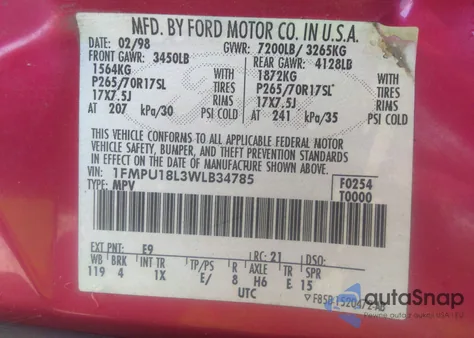 MFD. BY FORD MOTOR CO. IN U.S.A.
DATE: 02/98 GVWR: 7200LB/ 3265KG
FRONT GAWR: 3450LB REAR GAWR: 4128LB
1564KG WITH 1872KG WITH
P265/70R17SL TIRES P265/70R17SL TIRES
17X7.5J RIMS 17X7.5J RIMS
AT 207 kPa/30 PSI COLD AT 241 kPa/35 PSI COLD
THIS VEHICLE CONFORMS TO ALL APPLICABLE FEDERAL MOTOR
VEHICLE SAFETY, BUMPER, AND THEFT PREVENTION STANDARDS IN
EFFECT ON THE DATE OF MANUFACTURE SHOWN ABOVE.
VIN: 1FMPU18L3WLB34785
TYPE: MPV F0254
T0000
EXT PNT: E9 RC: 21 DSO:
WB BRK INT TR TP/PS R AXLE TR SPR
119 4 1X E/ 8 H6 E 15
UTC
autoSnap